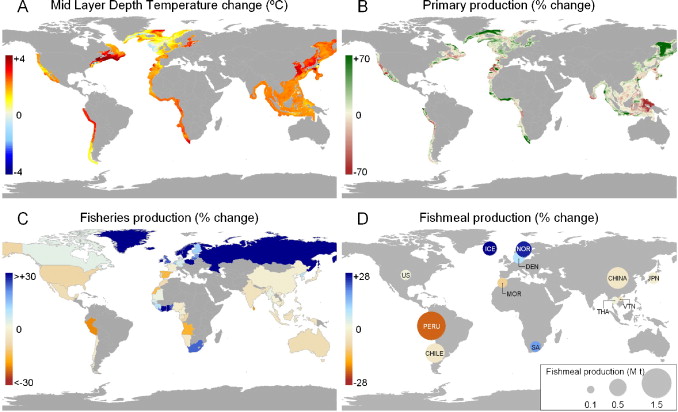 A
Mid Layer Depth Temperature change (ºC)
+4
0
-4
B
Primary production (% change)
+70
0
-70
C
Fisheries production (% change)
>+30
0
<-30
D
Fishmeal production (% change)
+28
0
-28
ICE
NOR
DEN
US
MOR
CHINA
JPN
THA
VTN
PERU
CHILE
SA
Fishmeal production (M t)
0.1 0.5 1.5